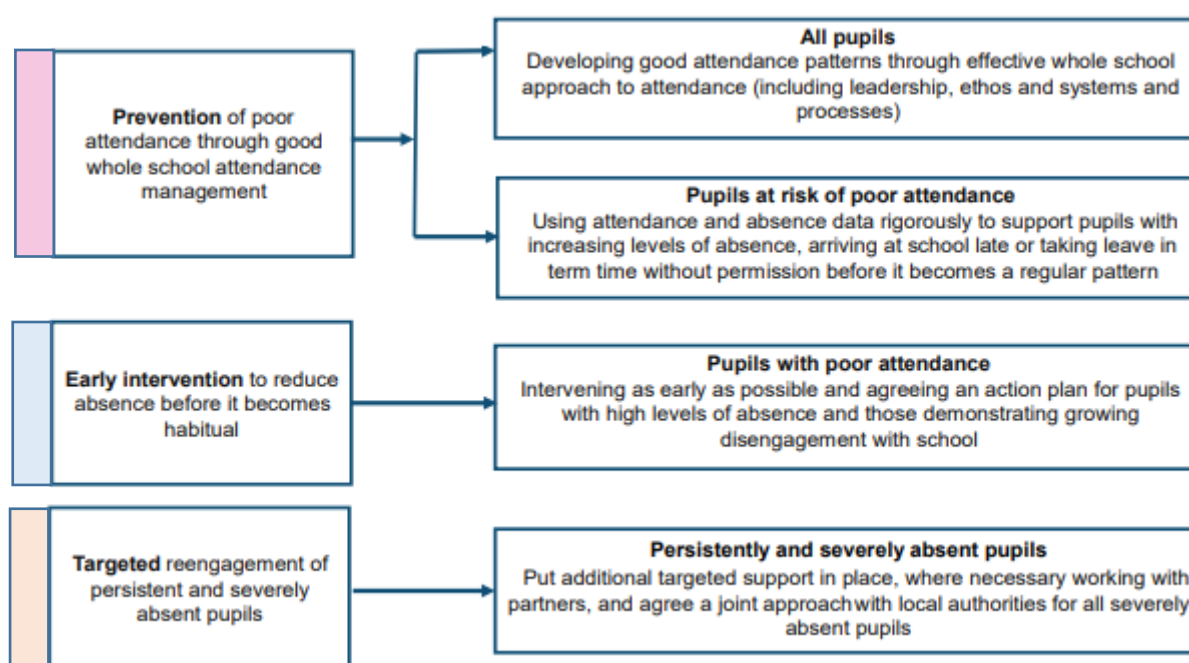 Prevention of poor
attendance through good
whole school attendance
management
All pupils
Developing good attendance patterns through effective whole school
approach to attendance (including leadership, ethos and systems and
processes)
Pupils at risk of poor attendance
Using attendance and absence data rigorously to support pupils with
increasing levels of absence, arriving at school late or taking leave in
term time without permission before it becomes a regular pattern
Early intervention to reduce
absence before it becomes
habitual
Pupils with poor attendance
Intervening as early as possible and agreeing an action plan for pupils
with high levels of absence and those demonstrating growing
disengagement with school
Targeted reengagement of
persistent and severely
absent pupils
Persistently and severely absent pupils
Put additional targeted support in place, where necessary working with
partners, and agree a joint approach with local authorities for all severely
absent pupils